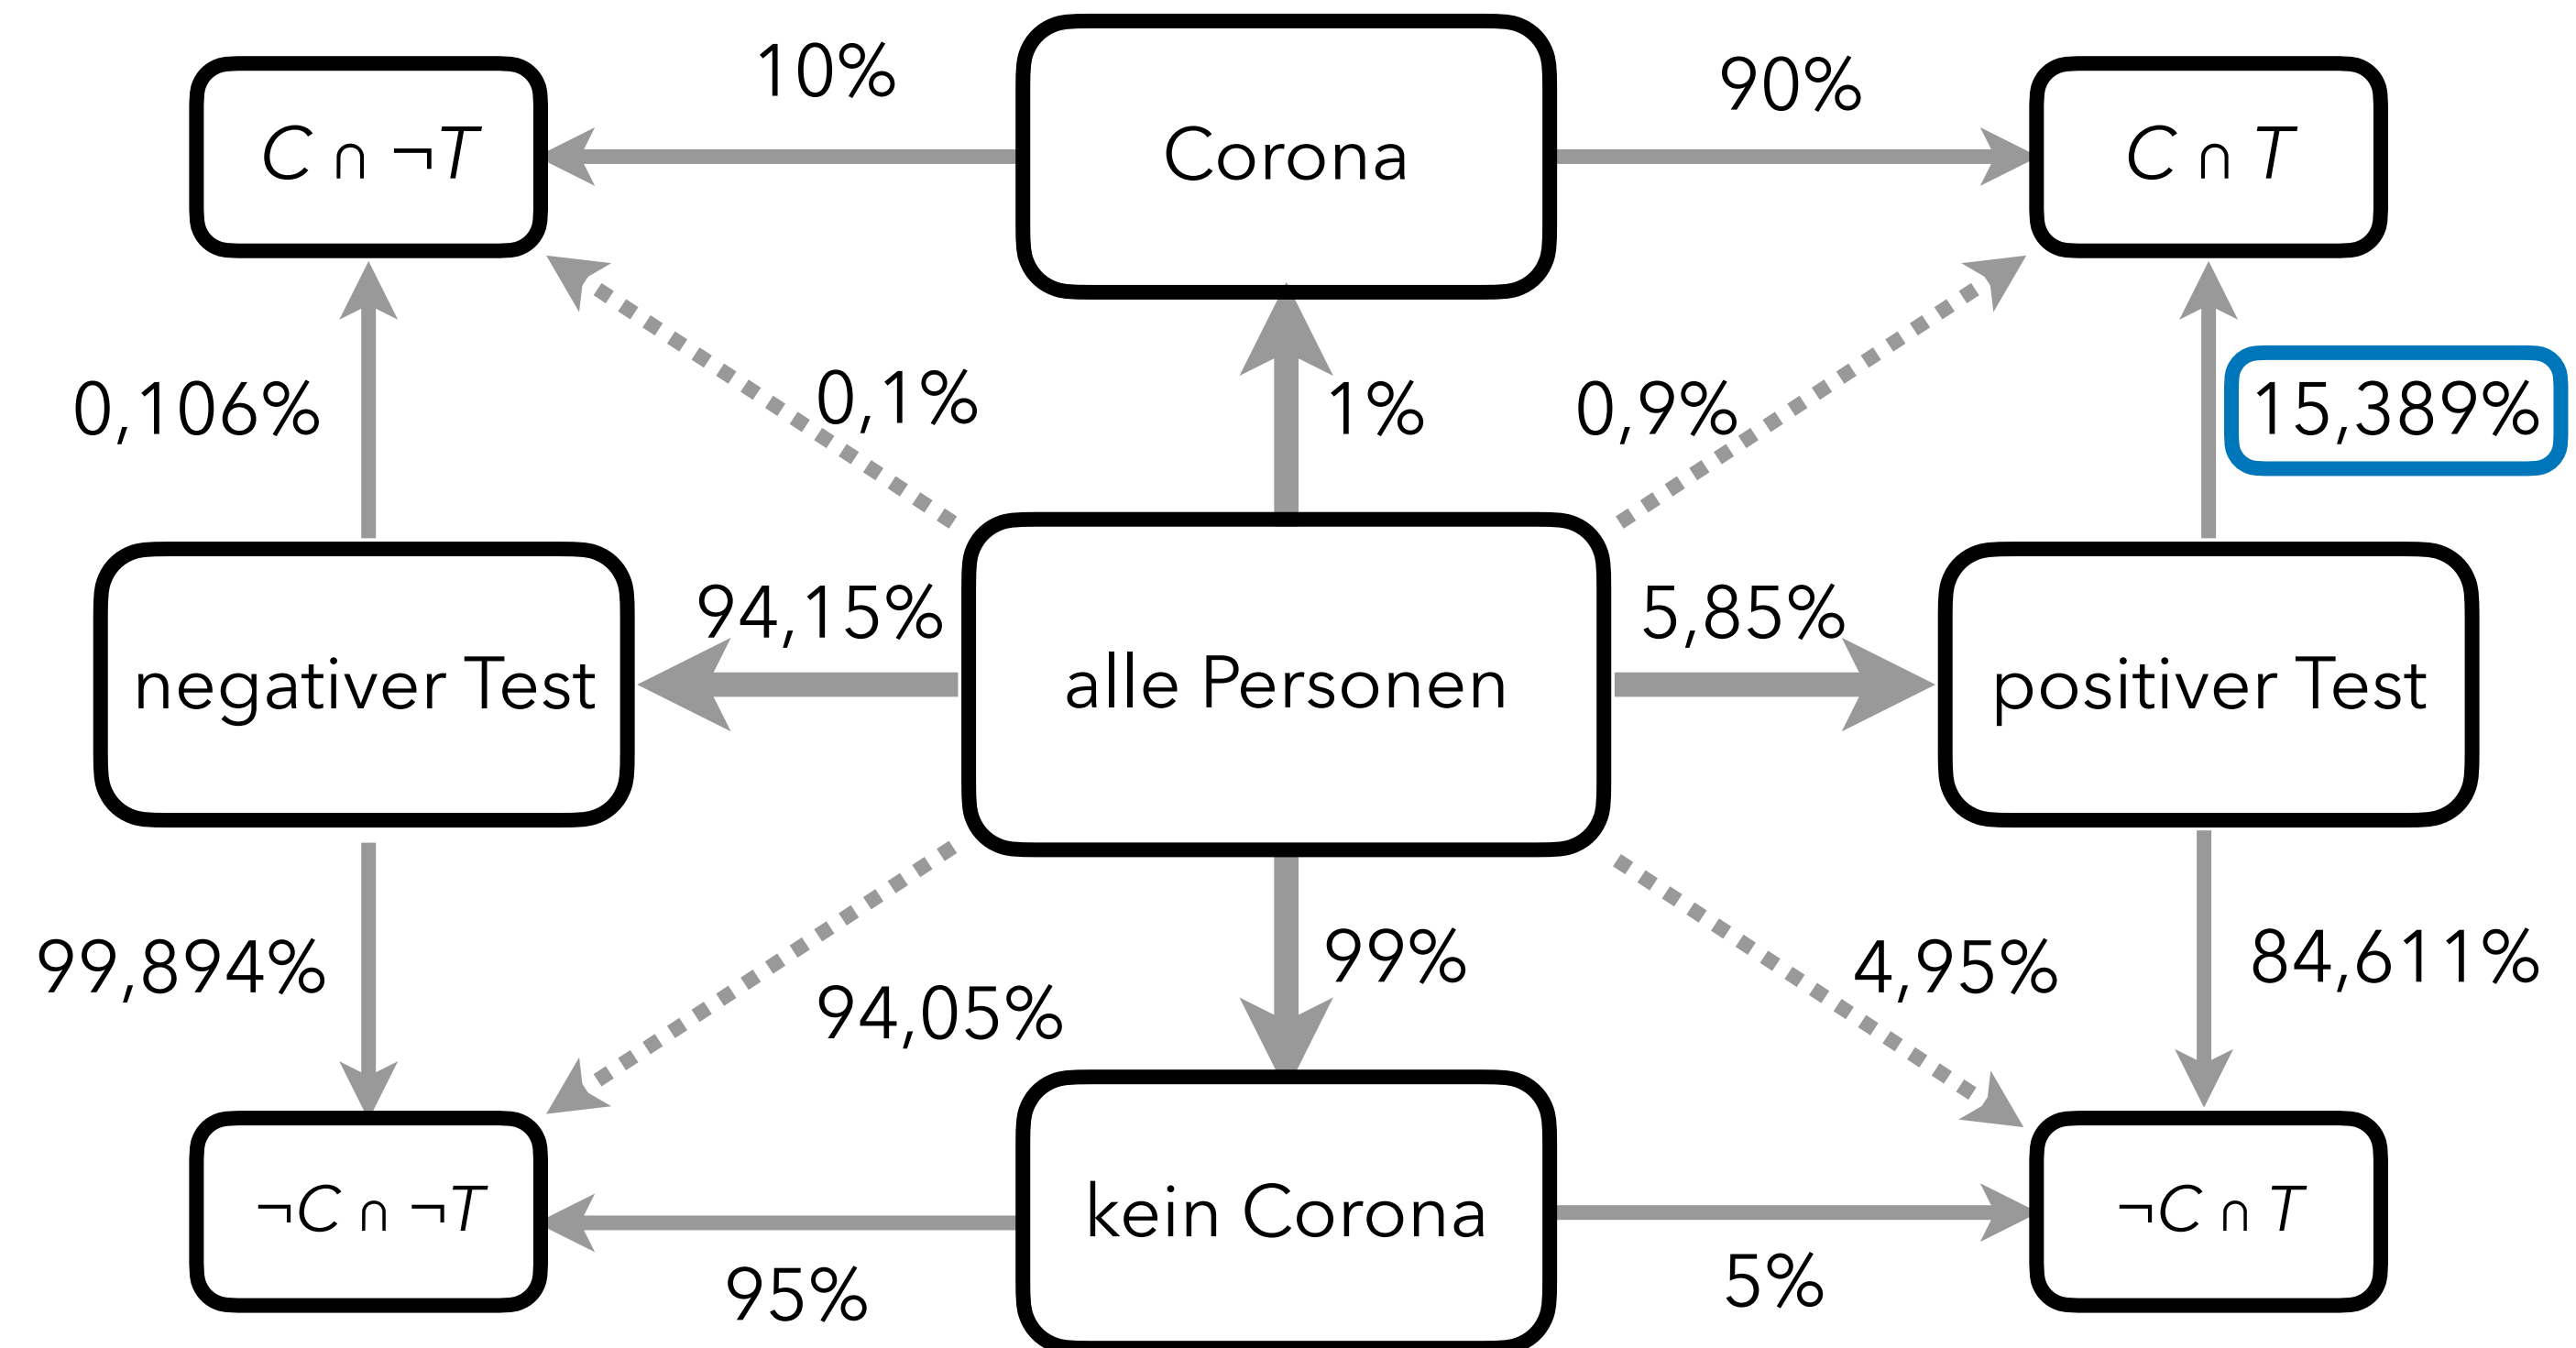 10%
90%
C ∩ ¬T
Corona
C ∩ T
0,106%
0,1%
1%
0,9%
15,389%
94,15%
5,85%
negativer Test
alle Personen
positiver Test
99,894%
94,05%
99%
4,95%
84,611%
¬C ∩ ¬T
kein Corona
¬C ∩ T
95%
5%